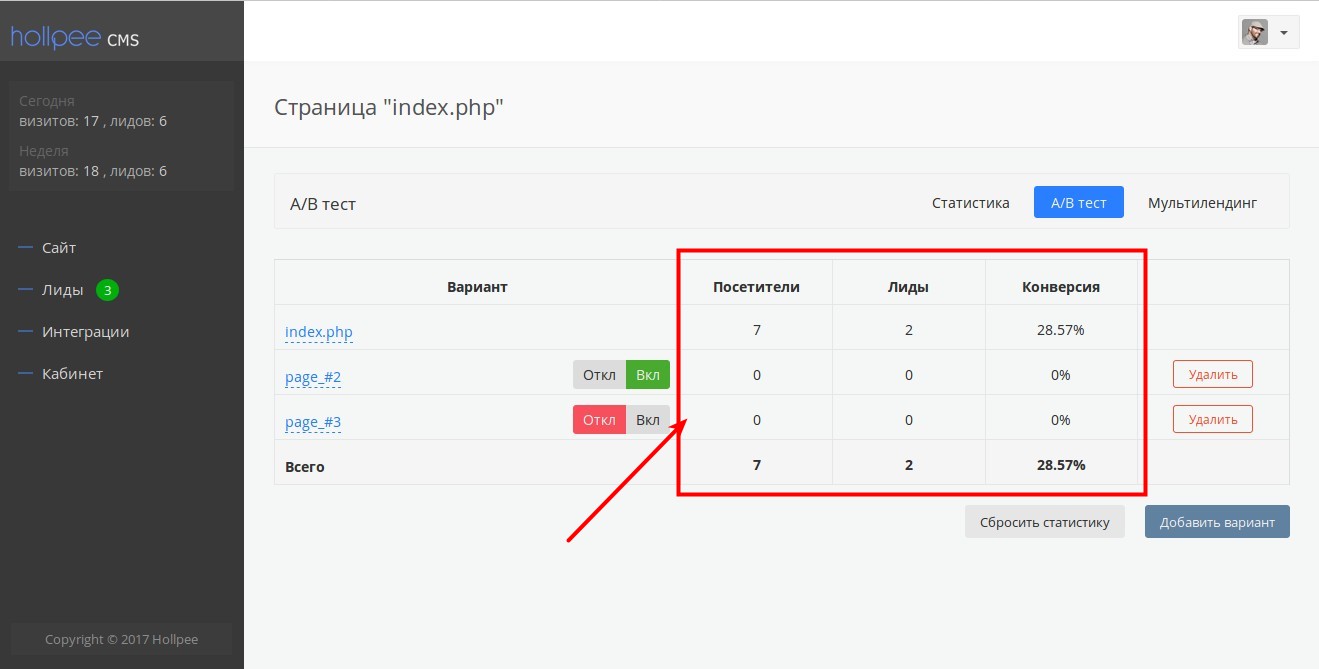 hollpee CMS
Сегодня
визитов: 17 , лидов: 6
Неделя
визитов: 18 , лидов: 6
Сайт
Лиды 3
Интеграции
Кабинет
Copyright © 2017 Hollpee
Страница "index.php"
A/B тест Статистика A/B тест Мультилендинг
Вариант Посетители Лиды Конверсия
index.php 7 2 28.57%
page_#2 Откл Вкл 0 0 0% Удалить
page_#3 Откл Вкл 0 0 0% Удалить
Всего 7 2 28.57%
Сбросить статистику Добавить вариант